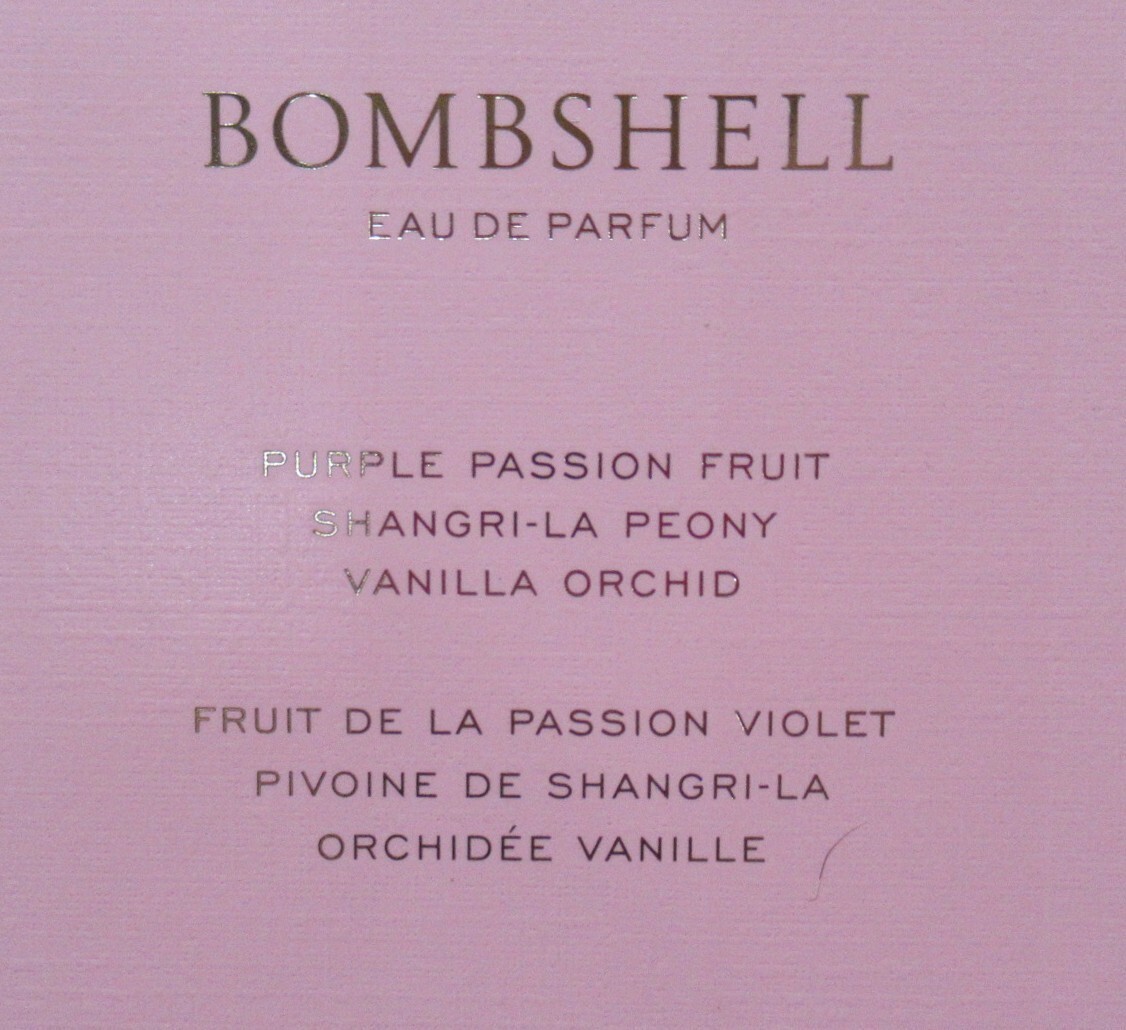 BOMBSHELL
EAU DE PARFUM
PURPLE PASSION FRUIT
SHANGRI-LA PEONY
VANILLA ORCHID
FRUIT DE LA PASSION VIOLET
PIVOINE DE SHANGRI-LA
ORCHIDÉE VANILLE